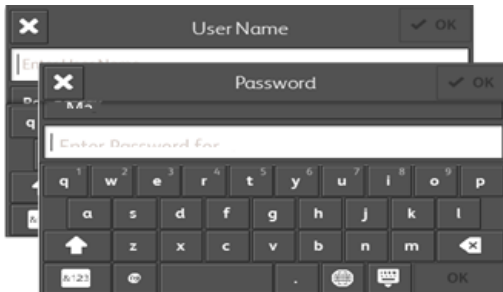 User Name
OK
Password
OK
Enter Password for
q 1 w 2 e 3 r 4 t 5 y 6 u 7 i 8 o 9 p
a s d f g h j k l
z x c v b n m
&123 @ . OK
q